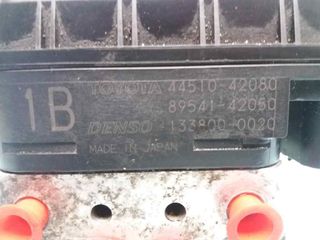 1B
TOYOTA 44510-42080
89541-42050
DENSO 133800-0020
MADE IN JAPAN